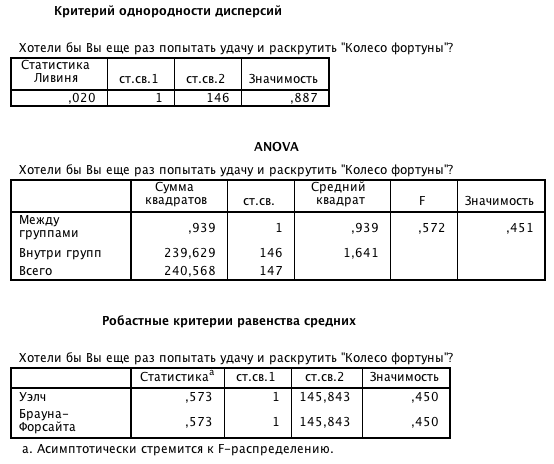 Критерий однородности дисперсий
Хотели бы Вы еще раз попытать удачу и раскрутить "Колесо фортуны"?
Статистика Ливиня ст.св.1 ст.св.2 Значимость
,020 1 146 ,887
ANOVA
Хотели бы Вы еще раз попытать удачу и раскрутить "Колесо фортуны"?
Сумма квадратов ст.св. Средний квадрат F Значимость
Между группами ,939 1 ,939 ,572 ,451
Внутри групп 239,629 146 1,641
Всего 240,568 147
Робастные критерии равенства средних
Хотели бы Вы еще раз попытать удачу и раскрутить "Колесо фортуны"?
Статистикаa ст.св.1 ст.св.2 Значимость
Уэлч ,573 1 145,843 ,450
Брауна-Форсайта ,573 1 145,843 ,450
a. Асимптотически стремится к F-распределению.